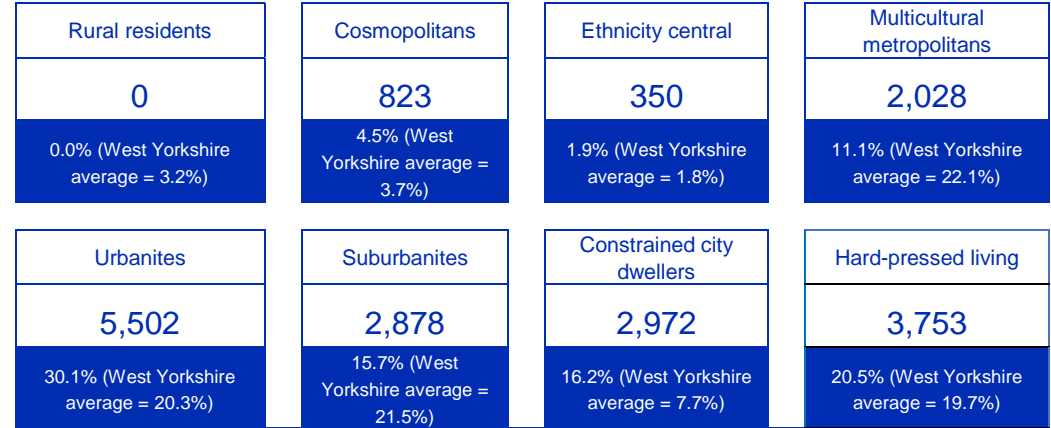 Rural residents
0
0.0% (West Yorkshire
average = 3.2%)
Cosmopolitans
823
4.5% (West
Yorkshire average =
3.7%)
Ethnicity central
350
1.9% (West Yorkshire
average = 1.8%)
Multicultural
metropolitans
2,028
11.1% (West Yorkshire
average = 22.1%)
Urbanites
5,502
30.1% (West Yorkshire
average = 20.3%)
Suburbanites
2,878
15.7% (West
Yorkshire average =
21.5%)
Constrained city
dwellers
2,972
16.2% (West Yorkshire
average = 7.7%)
Hard-pressed living
3,753
20.5% (West Yorkshire
average = 19.7%)